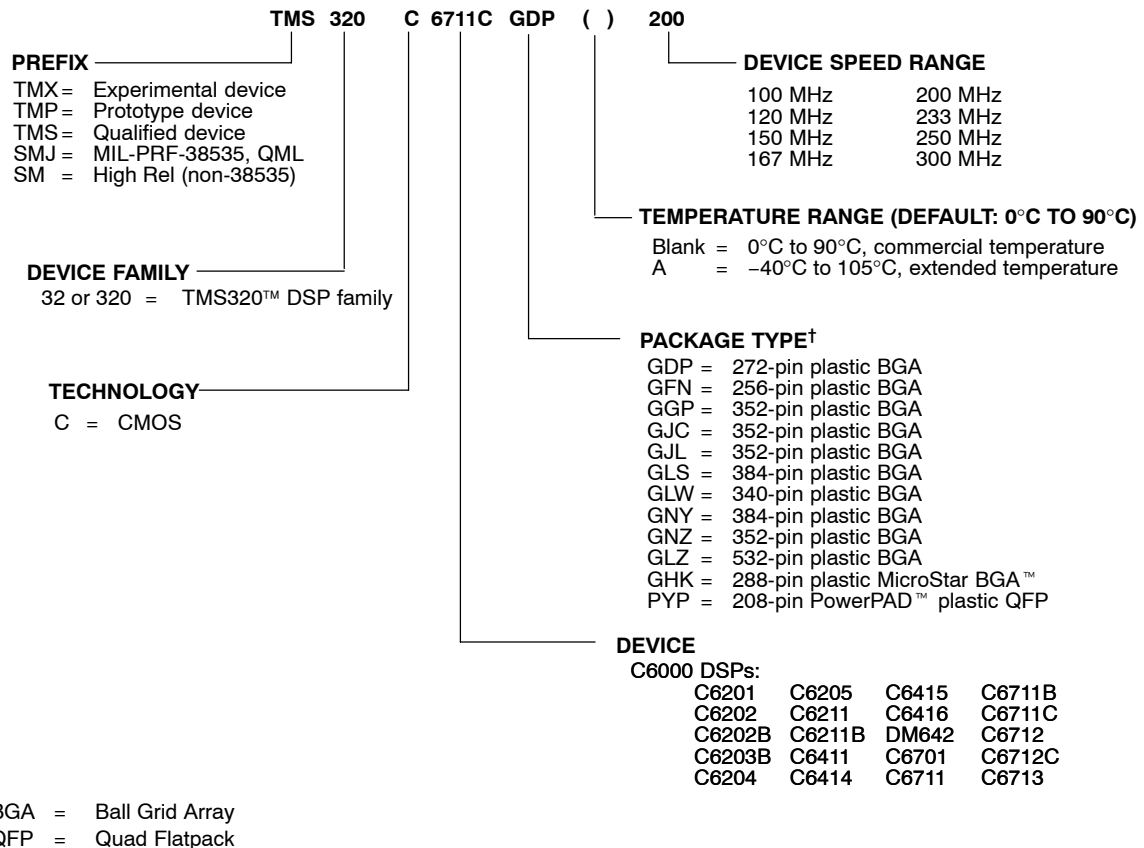 TMS 320 C 6711C GDP ( ) 200
PREFIX
TMX = Experimental device
TMP = Prototype device
TMS = Qualified device
SMJ = MIL-PRF-38535, QML
SM = High Rel (non-38535)
DEVICE SPEED RANGE
100 MHz 200 MHz
120 MHz 233 MHz
150 MHz 250 MHz
167 MHz 300 MHz
TEMPERATURE RANGE (DEFAULT: 0°C TO 90°C)
Blank = 0°C to 90°C, commercial temperature
A = −40°C to 105°C, extended temperature
DEVICE FAMILY
32 or 320 = TMS320™ DSP family
PACKAGE TYPE†
GDP = 272-pin plastic BGA
GFN = 256-pin plastic BGA
GGP = 352-pin plastic BGA
GJC = 352-pin plastic BGA
GJL = 352-pin plastic BGA
GLS = 384-pin plastic BGA
GLW = 340-pin plastic BGA
GNY = 384-pin plastic BGA
GNZ = 352-pin plastic BGA
GLZ = 532-pin plastic BGA
GHK = 288-pin plastic MicroStar BGA™
PYP = 208-pin PowerPAD™ plastic QFP
TECHNOLOGY
C = CMOS
DEVICE
C6000 DSPs:
C6201 C6205 C6415 C6711B
C6202 C6211 C6416 C6711C
C6202B C6211B DM642 C6712
C6203B C6411 C6701 C6712C
C6204 C6414 C6711 C6713
BGA = Ball Grid Array
QFP = Quad Flatpack